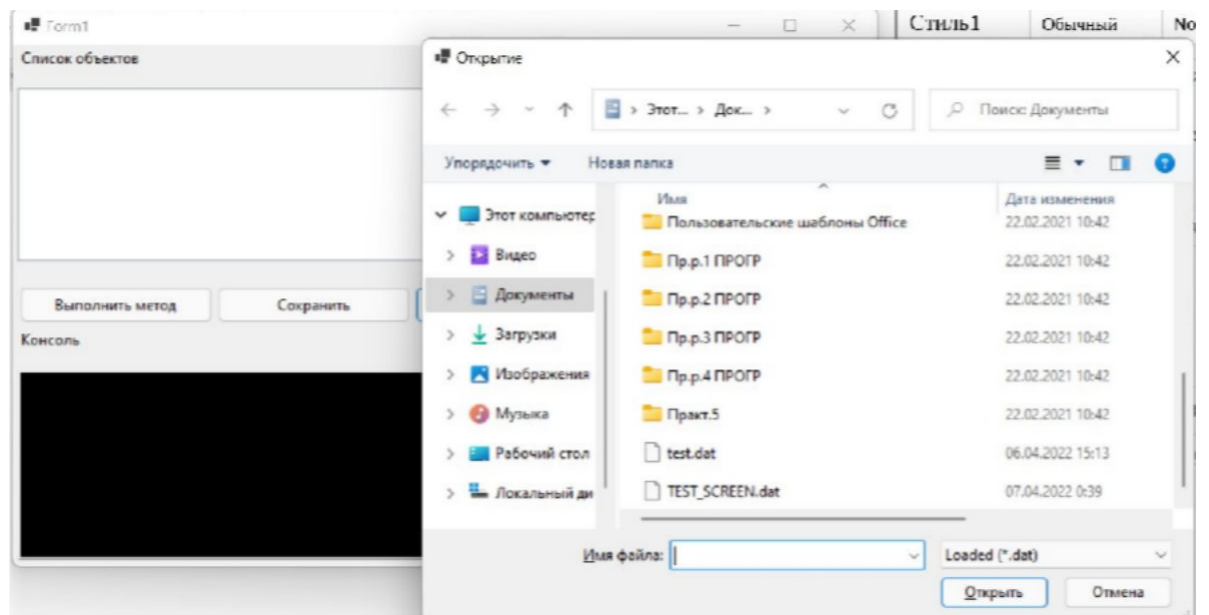 Form1
Список объектов
Выполнить метод
Сохранить
Консоль
Стиль1
Обычный
No
Открытие
Этот... > Док... >
Поиск: Документы
Упорядочить
Новая папка
Имя
Дата изменения
Этот компьютер
Видео
Документы
Загрузки
Изображения
Музыка
Рабочий стол
Локальный ди
Пользовательские шаблоны Office 22.02.2021 10:42
Пр.р.1 ПРОГР 22.02.2021 10:42
Пр.р.2 ПРОГР 22.02.2021 10:42
Пр.р.3 ПРОГР 22.02.2021 10:42
Пр.р.4 ПРОГР 22.02.2021 10:42
Практ.5 22.02.2021 10:42
test.dat 06.04.2022 15:13
TEST_SCREEN.dat 07.04.2022 0:39
Имя файла:
Loaded (*.dat)
Открыть
Отмена